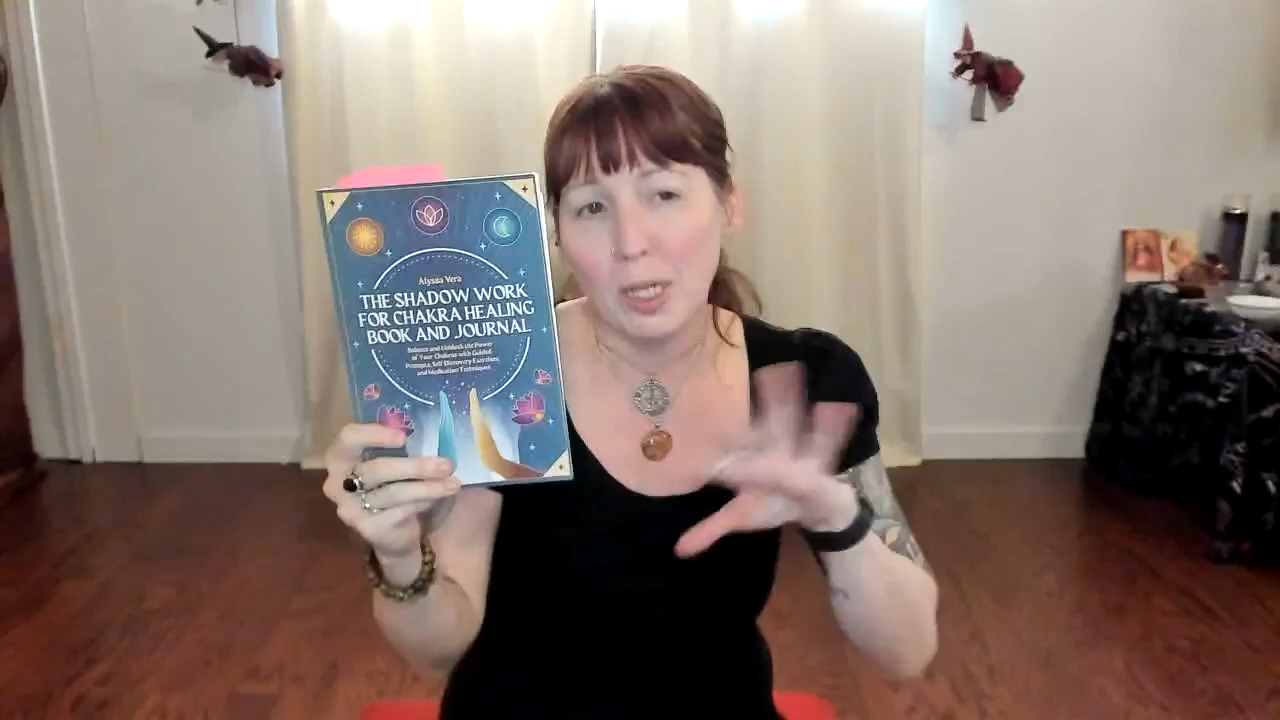 Alyssa Vera
THE SHADOW WORK
FOR CHAKRA HEALING
BOOK AND JOURNAL
Balance and Unblock the Power
of Your Chakras with Guided
Prompts, Self-Discovery Exercises,
and Meditation Techniques